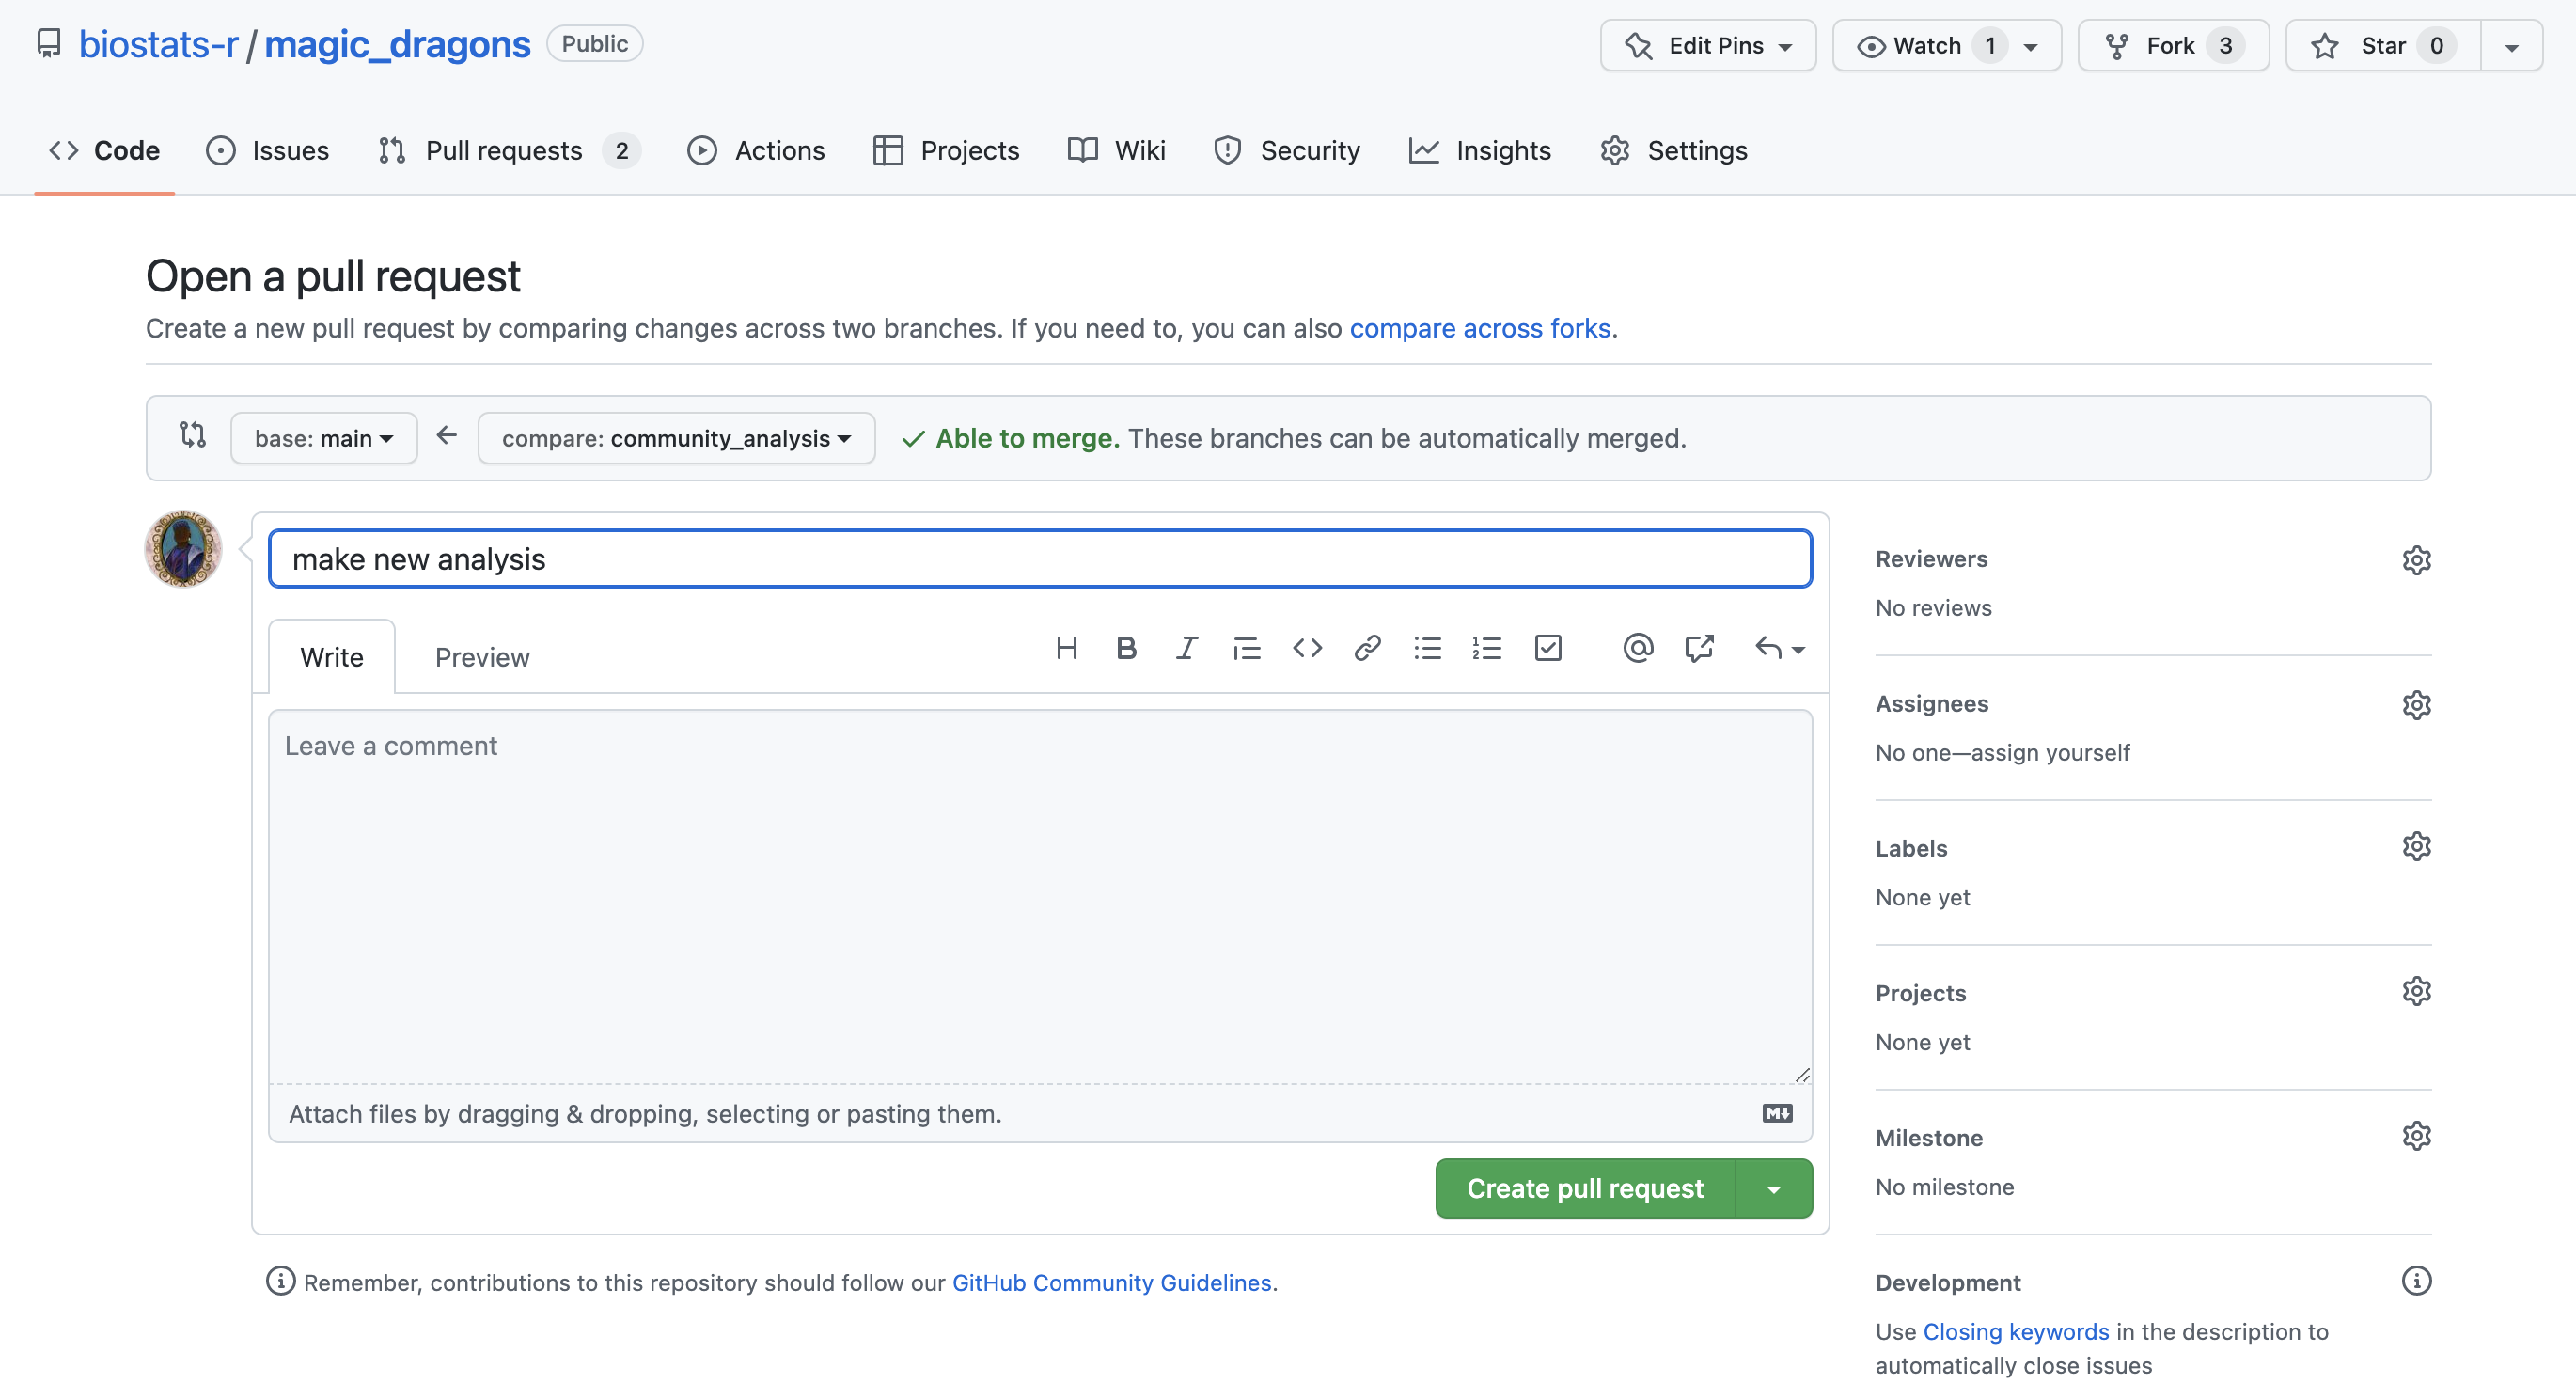 biostats-r / magic_dragons Public
Edit Pins Watch 1 Fork 3 Star 0
Code Issues Pull requests 2 Actions Projects Wiki Security Insights Settings
Open a pull request
Create a new pull request by comparing changes across two branches. If you need to, you can also compare across forks.
base: main compare: community_analysis Able to merge. These branches can be automatically merged.
make new analysis
Write Preview
Leave a comment
Attach files by dragging & dropping, selecting or pasting them.
Create pull request
Remember, contributions to this repository should follow our GitHub Community Guidelines.
Reviewers
No reviews
Assignees
No one—assign yourself
Labels
None yet
Projects
None yet
Milestone
No milestone
Development
Use Closing keywords in the description to
automatically close issues